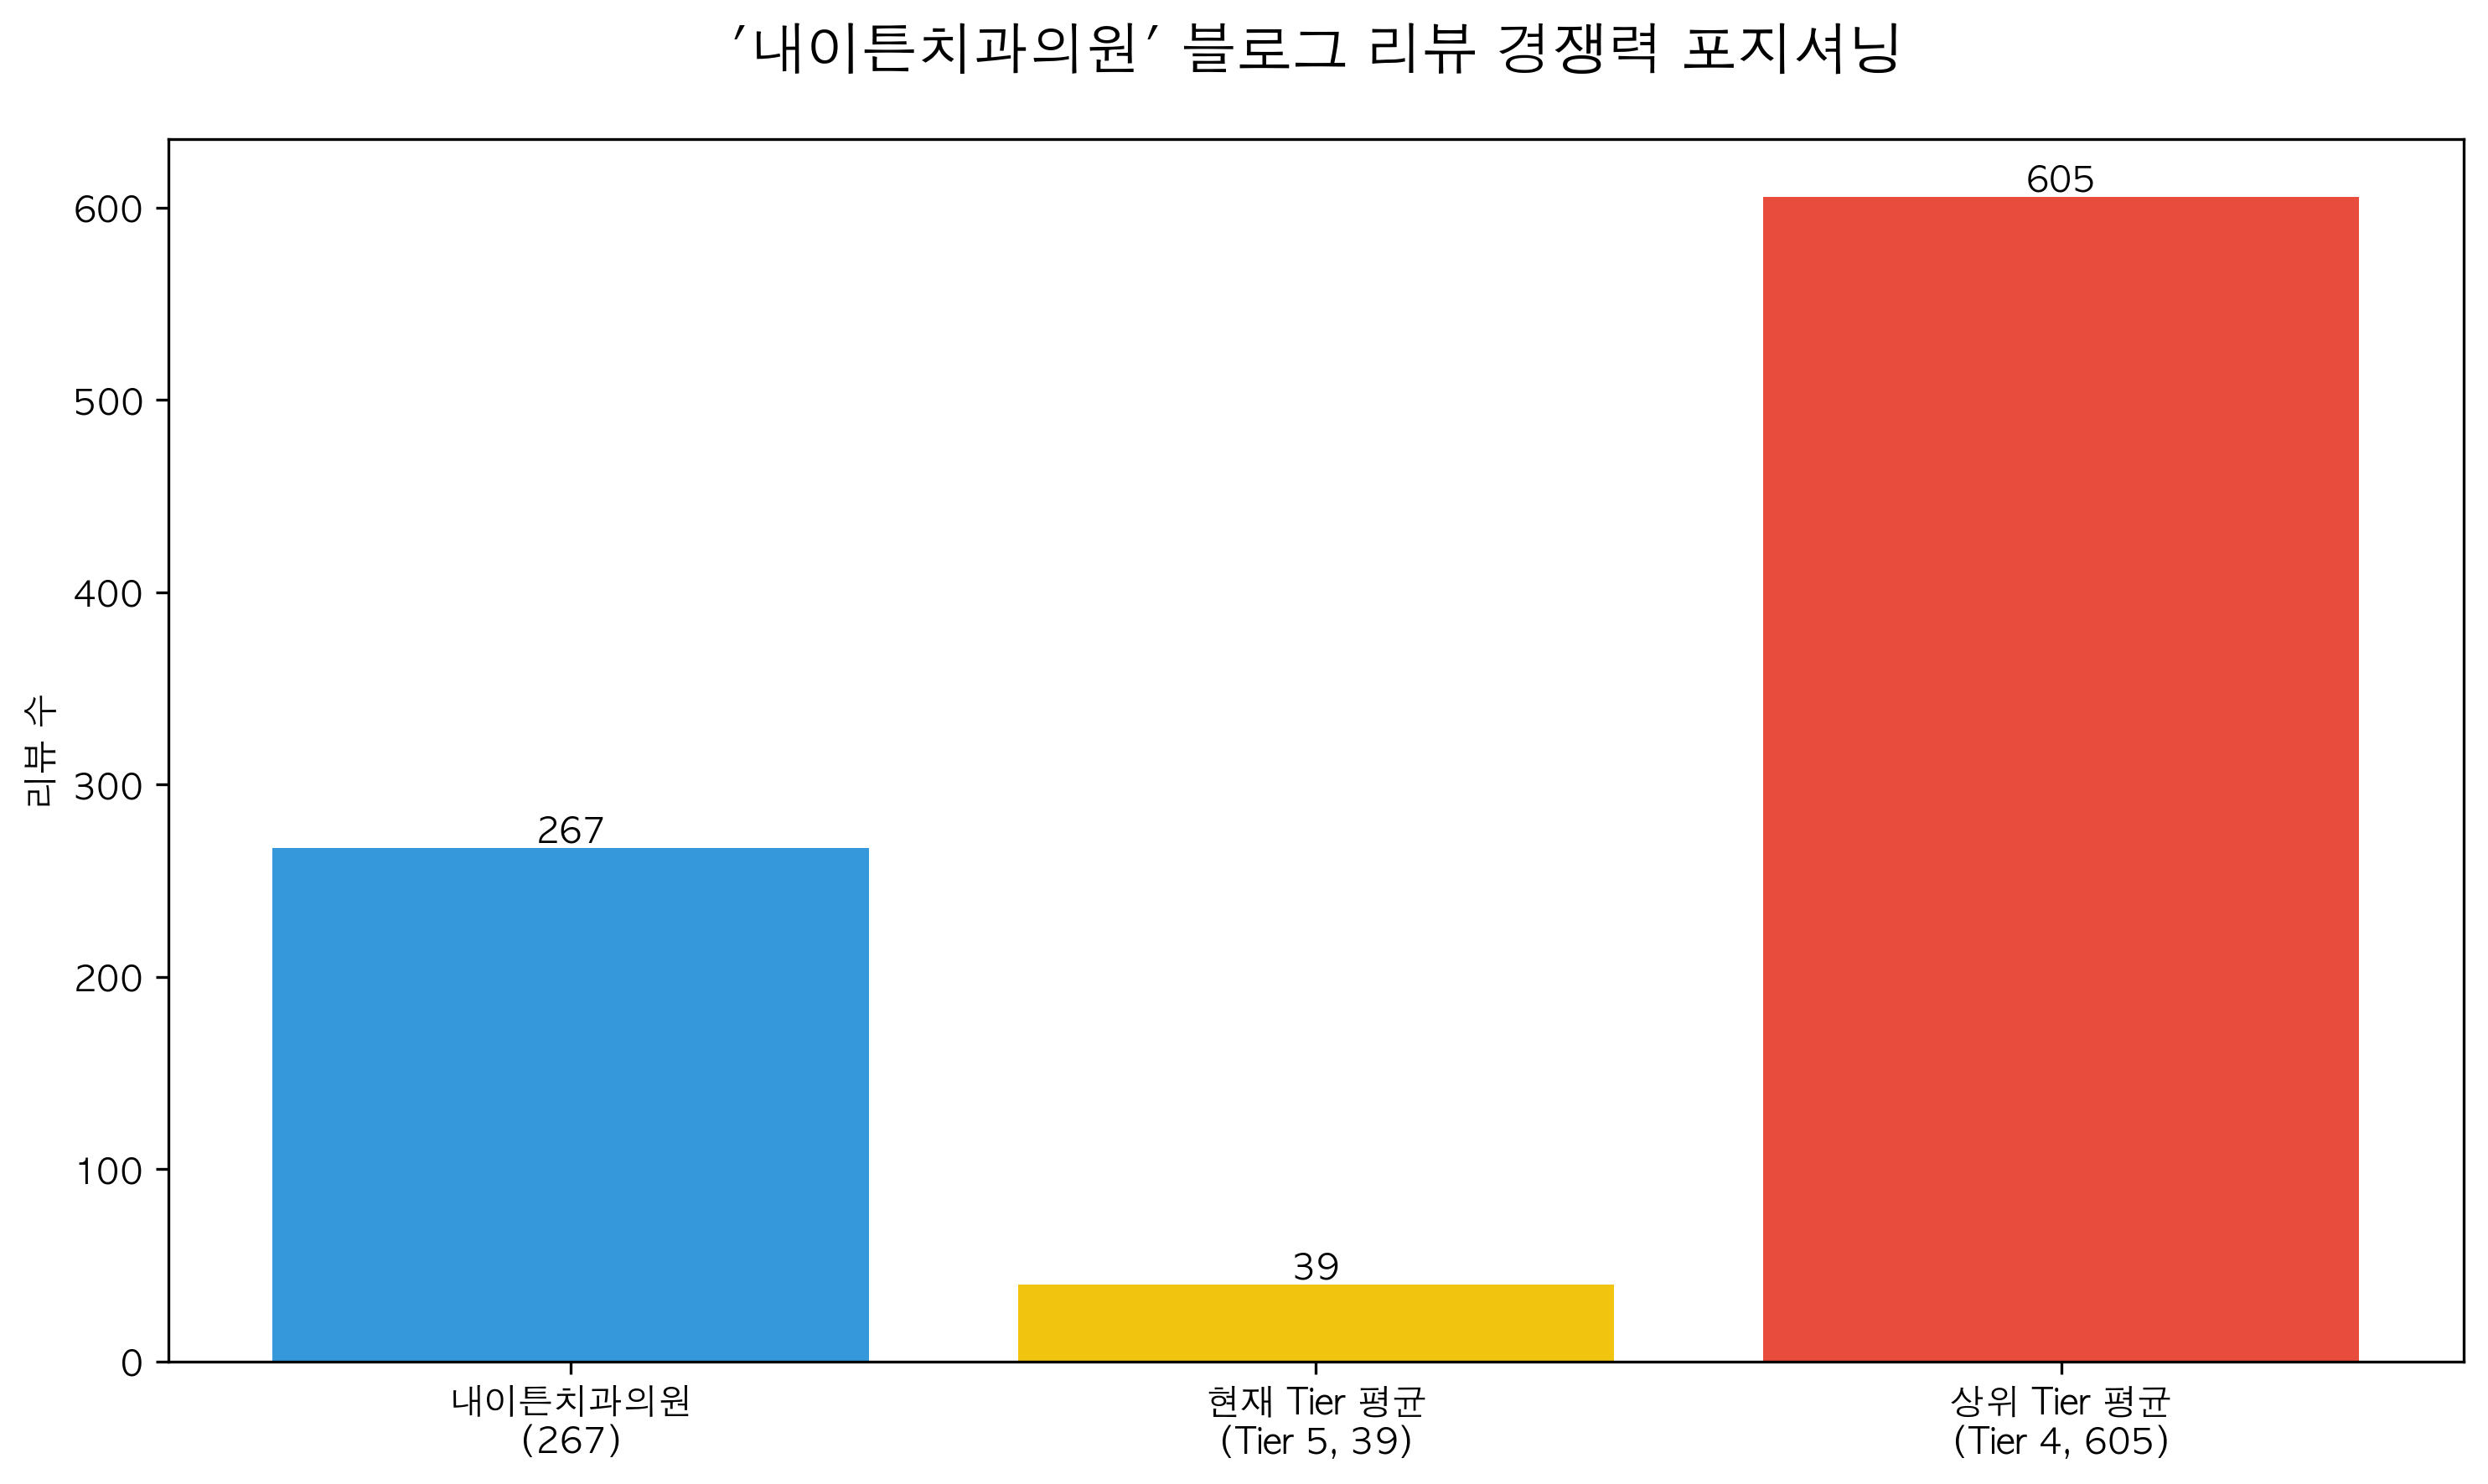 '내이튼치과의원' 블로그 리뷰 경쟁력 포지셔닝
리뷰 수
600
500
400
300
200
100
0
267
39
605
내이튼치과의원
(267)
현재 Tier 평균
(Tier 5, 39)
상위 Tier 평균
(Tier 4, 605)